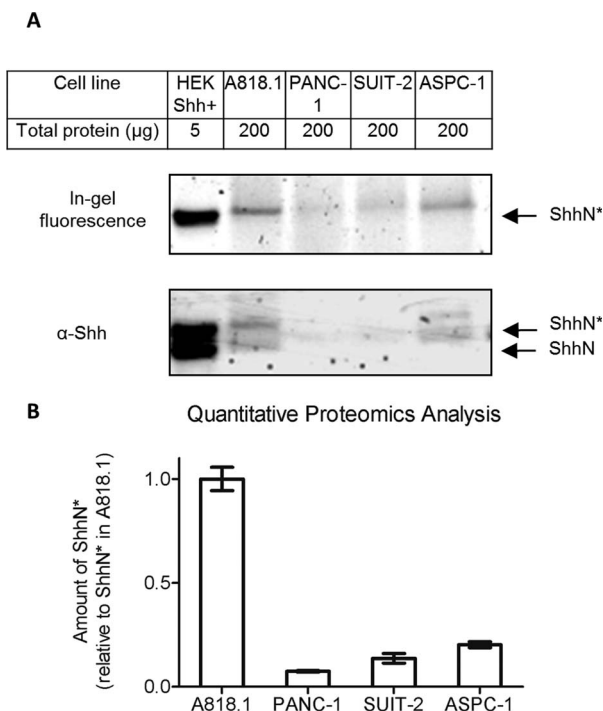 A
Cell line
HEK Shh+
A818.1
PANC-1
SUIT-2
ASPC-1
Total protein (µg)
5
200
200
200
200
In-gel
fluorescence
ShhN*
α-Shh
ShhN*
ShhN
B
Quantitative Proteomics Analysis
Amount of ShhN*
(relative to ShhN* in A818.1)
1.0
0.5
0.0
A818.1
PANC-1
SUIT-2
ASPC-1